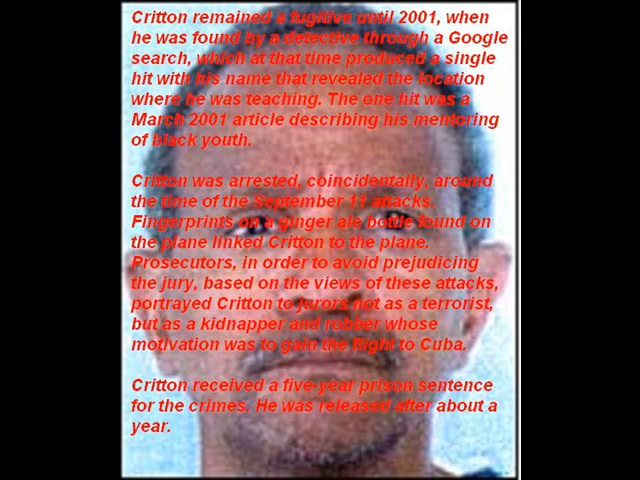 Critton remained a fugitive until 2001, when
he was found by a detective through a Google
search, which at that time produced a single
hit with his name that revealed the location
where he was teaching. The one hit was a
March 2001 article describing his mentoring
of black youth.
Critton was arrested, coincidentally, around
the time of the September 11 attacks.
Fingerprints on a ginger ale bottle found on
the plane linked Critton to the plane.
Prosecutors, in order to avoid prejudicing
the jury, based on the views of these attacks,
portrayed Critton to jurors not as a terrorist,
but as a kidnapper and robber whose
motivation was to gain the flight to Cuba.
Critton received a five-year prison sentence
for the crimes. He was released after about a
year.